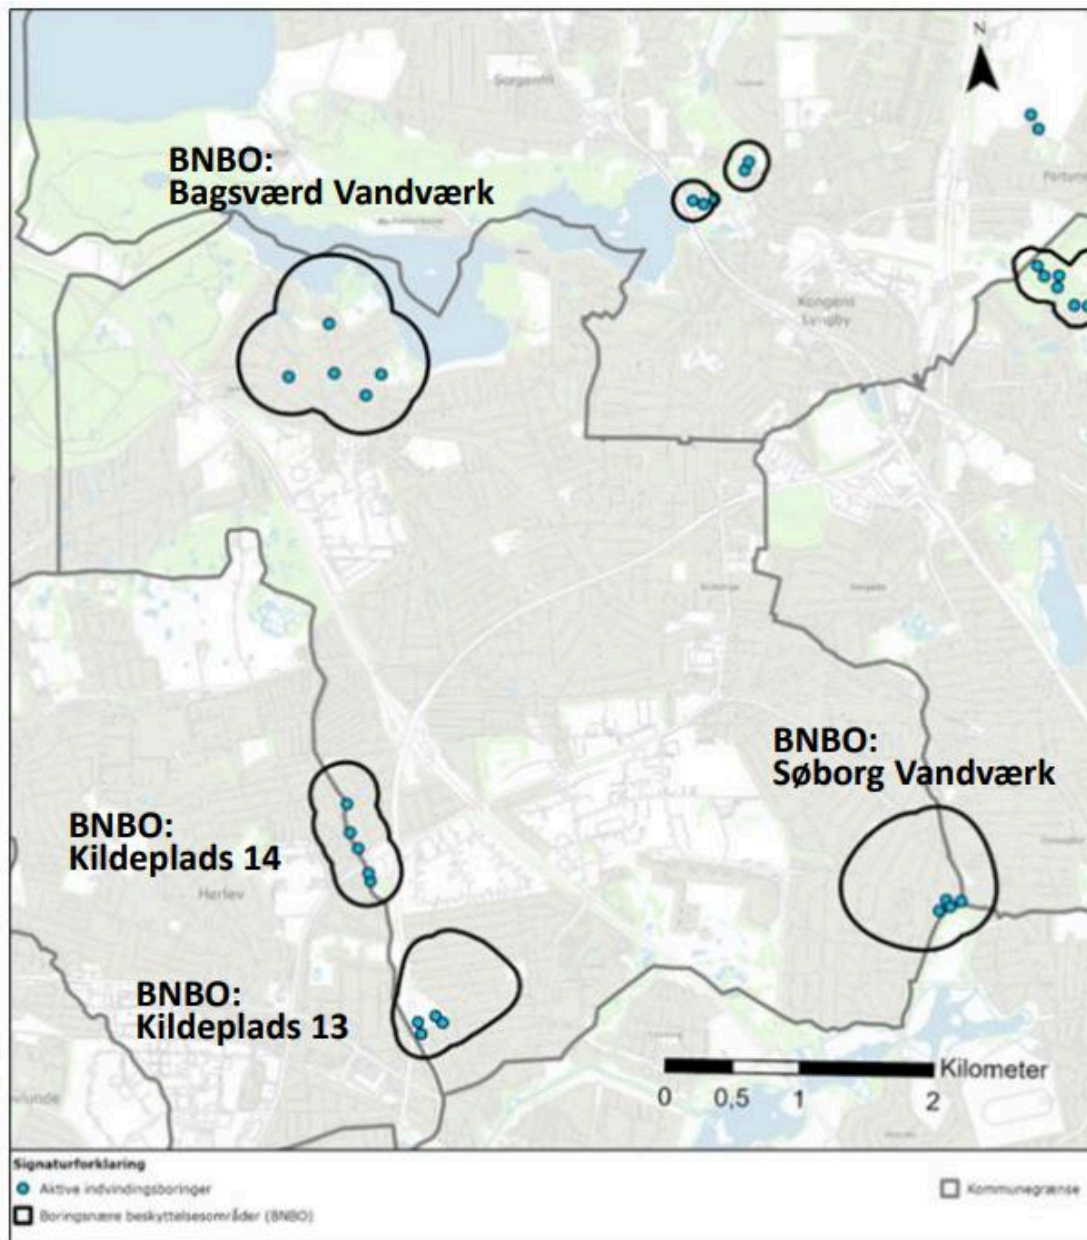 N
Sorgenfri
BNBO:
Bagsværd Vandværk
Kongens
Lyngby
BNBO:
Søborg Vandværk
BNBO:
Kildeplads 14
Herlev
BNBO:
Kildeplads 13
Kilometer
0 0,5 1 2
Signaturforklaring
Aktive indvindingsboringer
Kommunegrænse
Boringsnære beskyttelsesområder (BNBO)